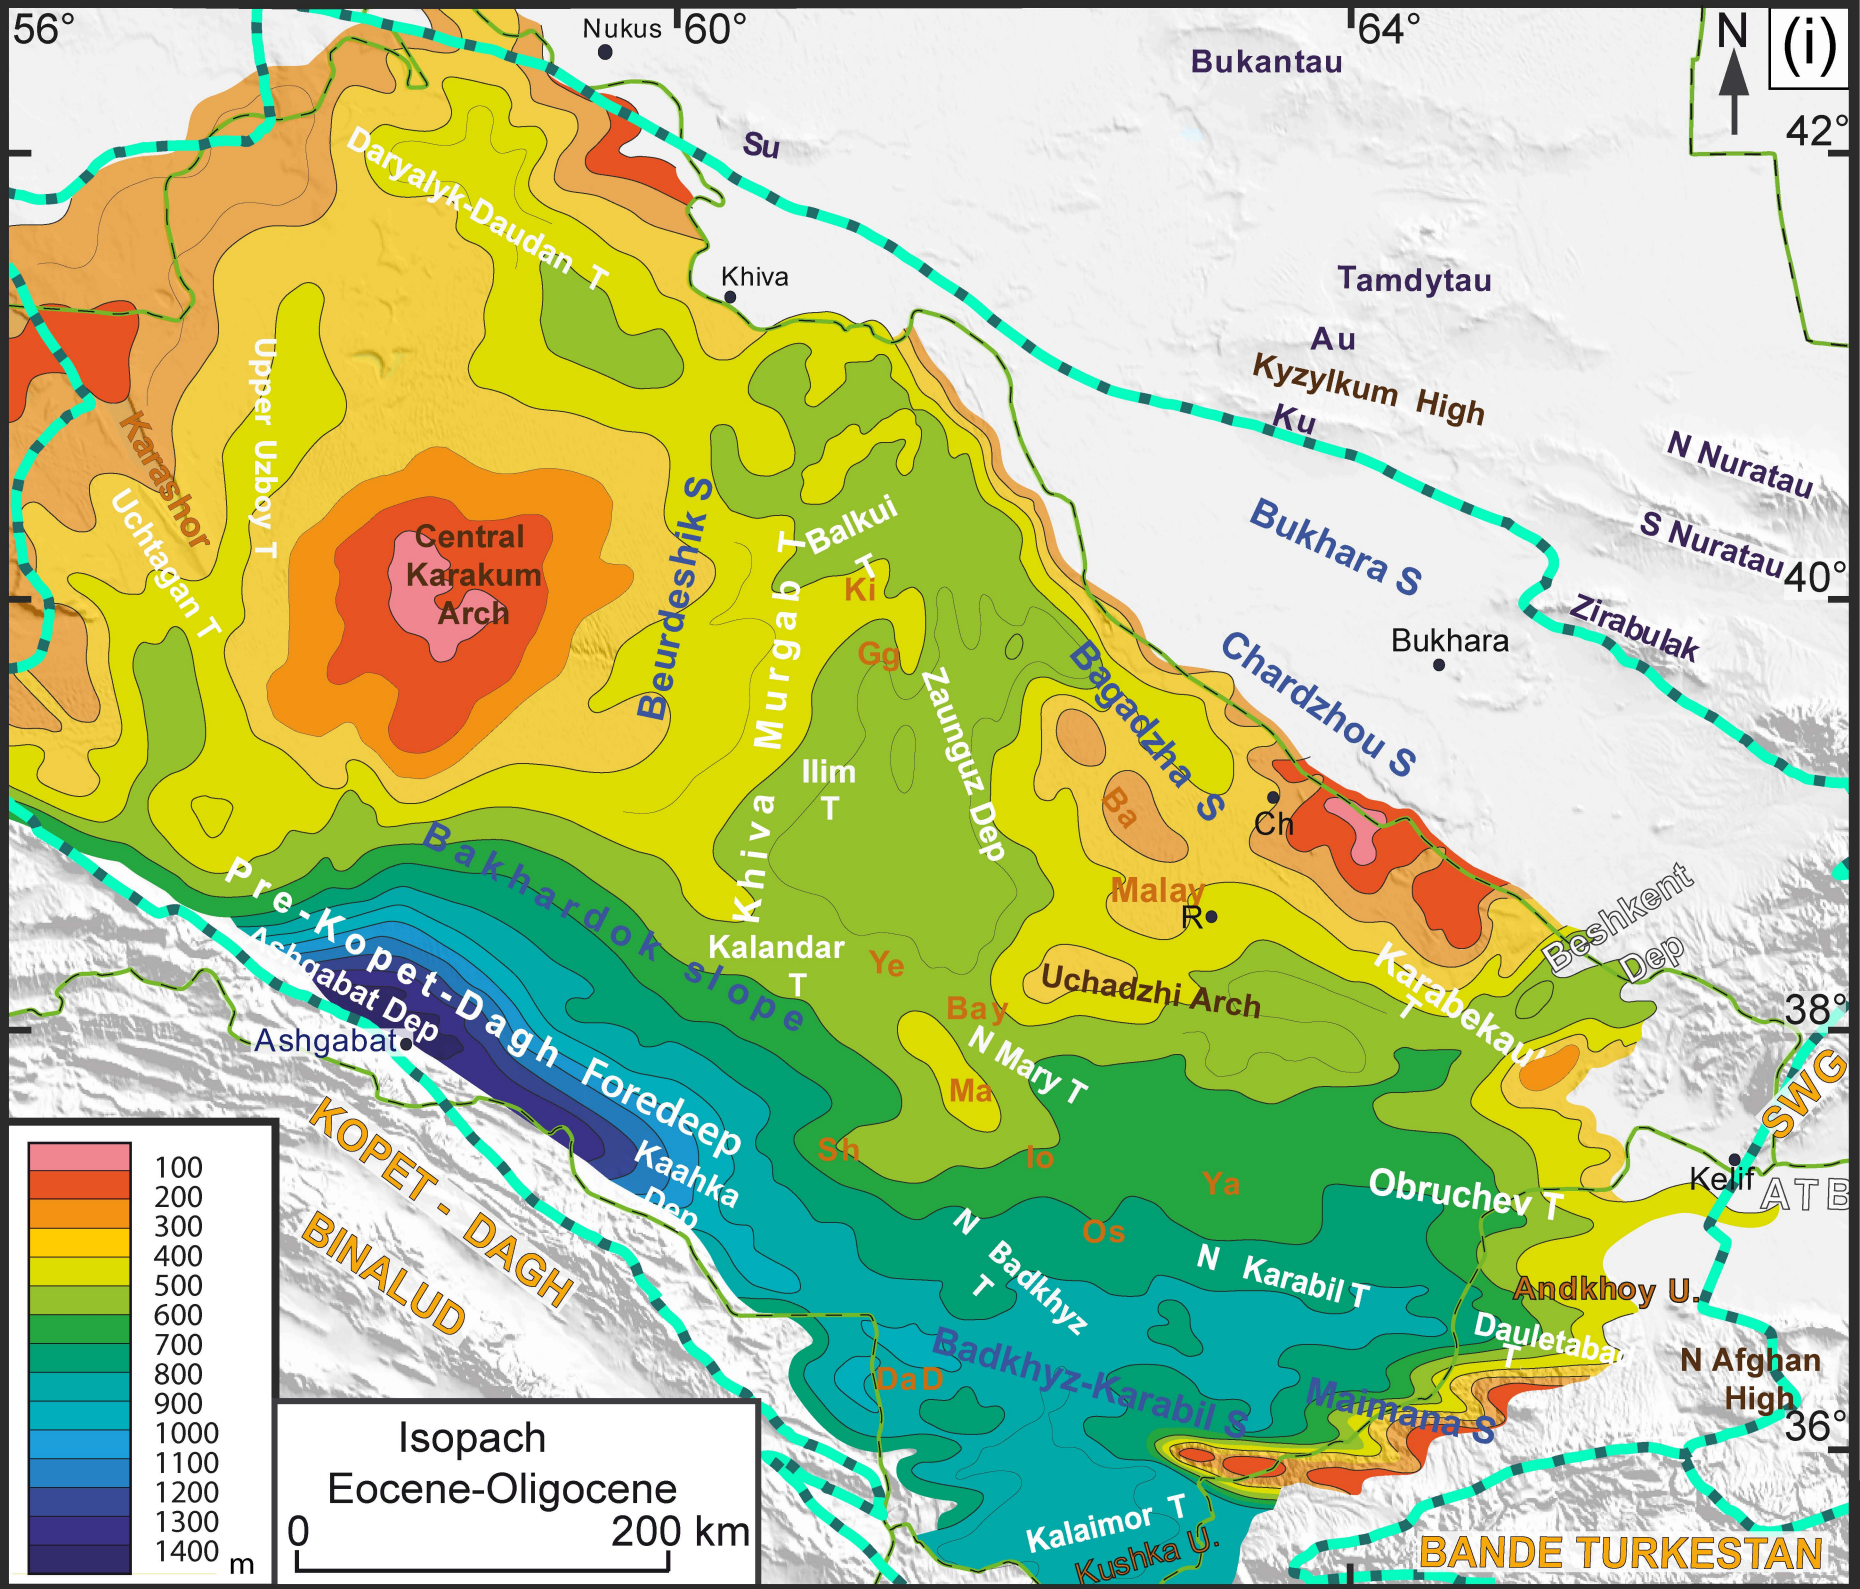 56°
Nukus
60°
64°
N
(i)
Bukantau
42°
Su
Daryalyk-Daudan T
Khiva
Tamdytau
Au
Kyzylkum High
Ku
Upper Uzboy T
Karashor
N Nuratau
Uchtagan T
Central
Karakum
Arch
Beurdeshik S
Balkui
T
Bukhara S
S Nuratau
40°
Ki
Zirabulak
Bukhara
Gg
Khiva Murgab T
Zaunguz Dep
Bagadzha S
Chardzhou S
Ilim
T
Ba
Ch
Bakhardok slope
Pre-Kopet-Dagh Foredeep
Malay
R
Beshkent
Dep
Kalandar
T
Ye
Uchadzhi Arch
Karabekaul
T
Ashgabat Dep
Ashgabat
Bay
N Mary T
38°
Ma
SWG
KOPET - DAGH
BINALUD
Kaahka
Dep
Sh
Io
Ya
Obruchev T
Kelif
ATB
Os
N Badkhyz
T
N Karabil T
Andkhoy U.
Dauletabad
T
N Afghan
High
Badkhyz-Karabil S
DaD
Maimana S
36°
100
200
300
400
500
600
700
800
900
1000
1100
1200
1300
1400
m
Isopach
Eocene-Oligocene
0
200 km
Kalaimor T
Kushka U.
BANDE TURKESTAN